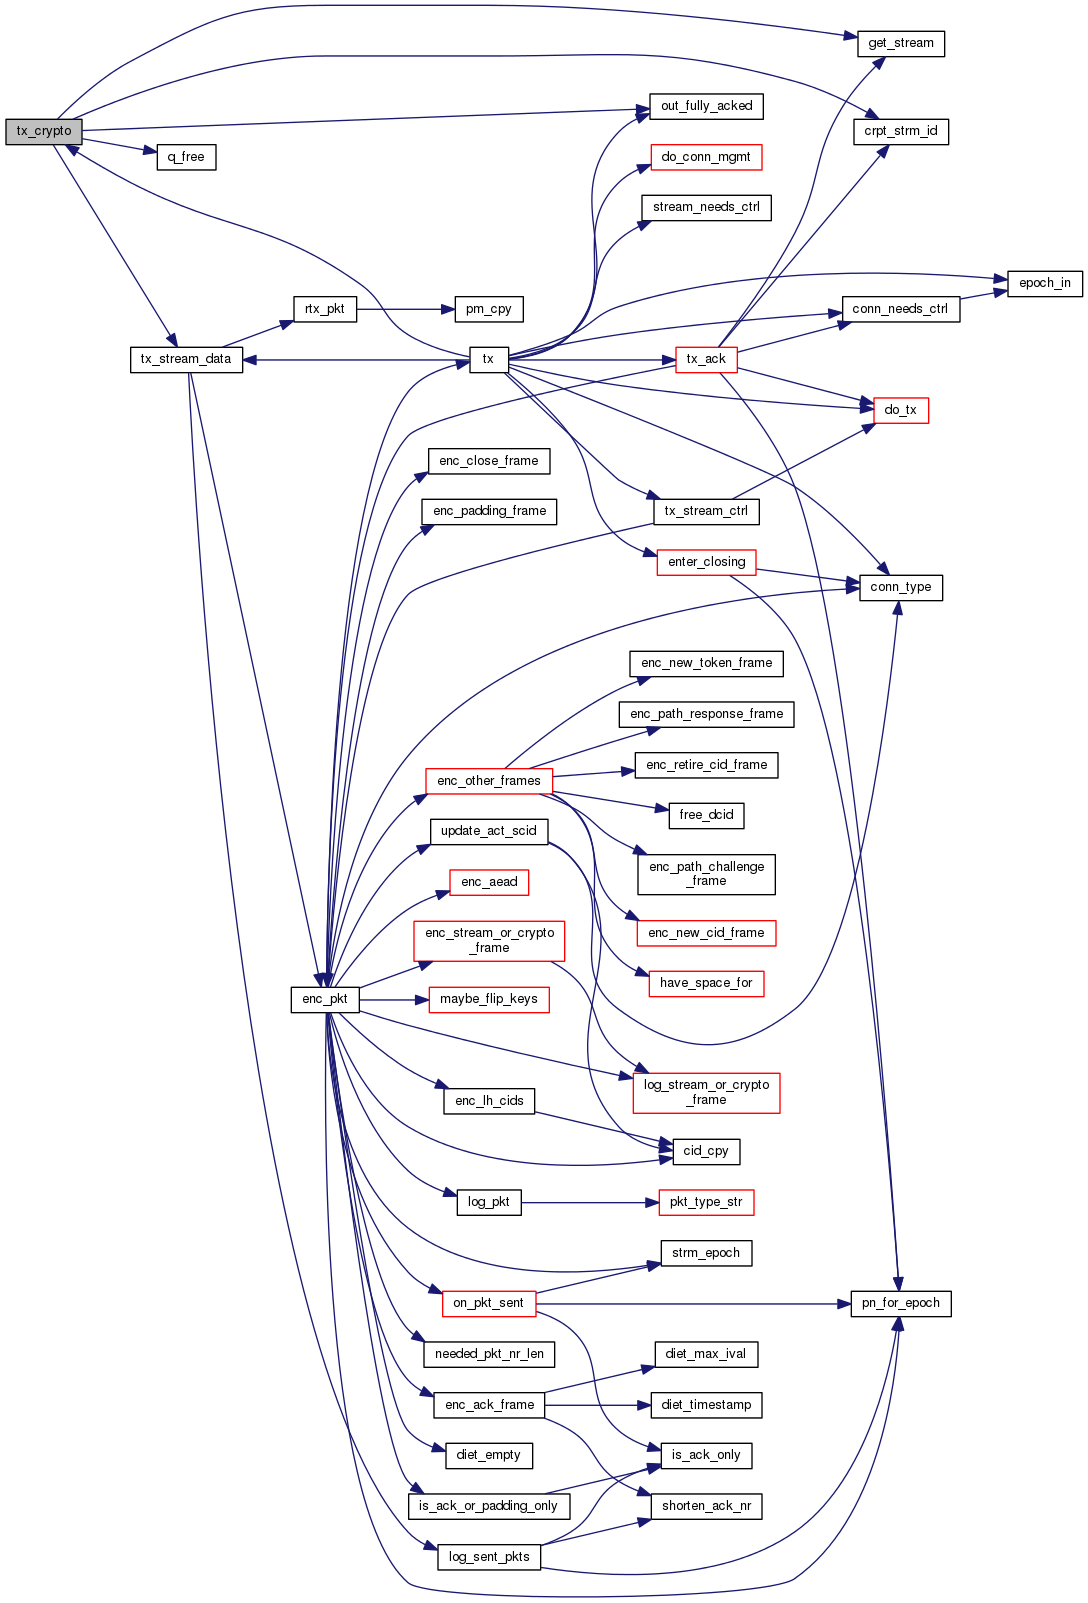 get_stream
out_fully_acked
tx_crypto
crpt_strm_id
q_free
do_conn_mgmt
stream_needs_ctrl
epoch_in
rtx_pkt
pm_cpy
conn_needs_ctrl
tx_stream_data
tx
tx_ack
do_tx
enc_close_frame
enc_padding_frame
tx_stream_ctrl
enter_closing
conn_type
enc_new_token_frame
enc_path_response_frame
enc_retire_cid_frame
enc_other_frames
free_dcid
update_act_scid
enc_path_challenge
_frame
enc_aead
enc_stream_or_crypto
_frame
enc_new_cid_frame
have_space_for
enc_pkt
maybe_flip_keys
log_stream_or_crypto
_frame
enc_lh_cids
cid_cpy
log_pkt
pkt_type_str
strm_epoch
on_pkt_sent
pn_for_epoch
needed_pkt_nr_len
diet_max_ival
enc_ack_frame
diet_timestamp
diet_empty
is_ack_only
is_ack_or_padding_only
shorten_ack_nr
log_sent_pkts